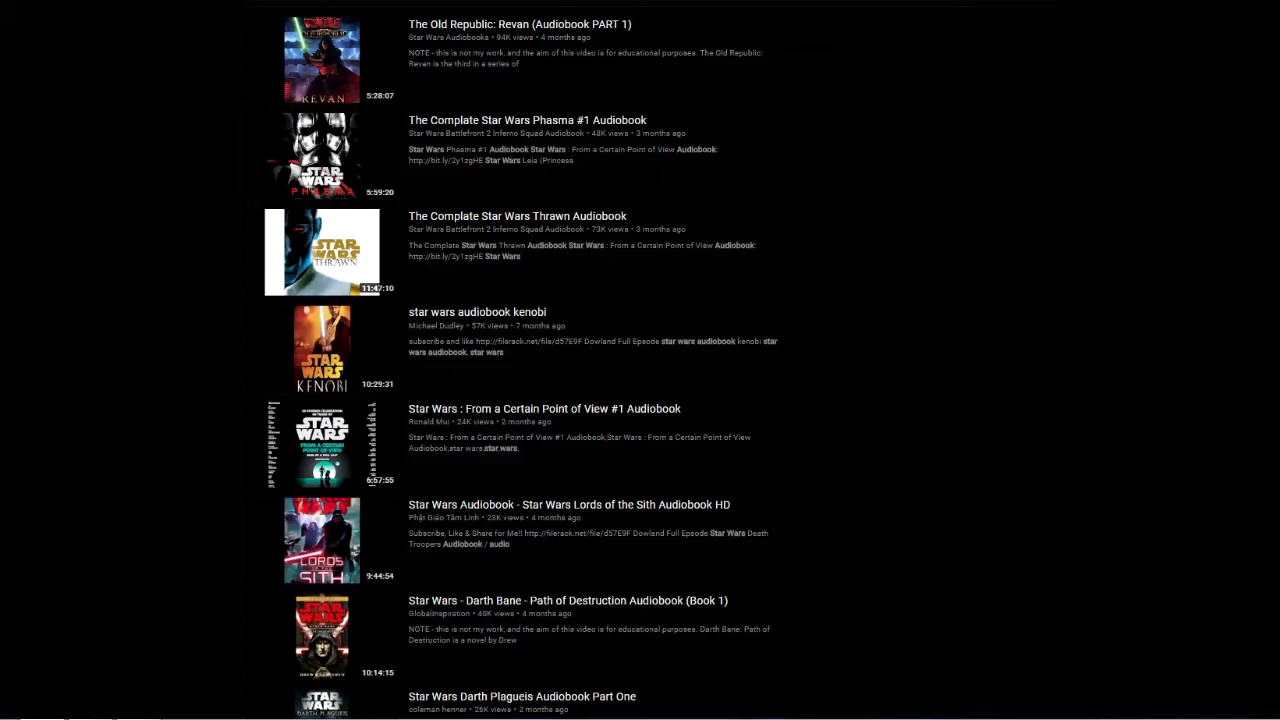 The Old Republic: Revan (Audiobook PART 1)
Star Wars Audiobooks • 94K views • 4 months ago
NOTE - this is not my work, and the aim of this video is for educational purposes. The Old Republic:
Revan is the third in a series of
REVAN
5:28:07
The Complete Star Wars Phasma #1 Audiobook
Star Wars Battlefront 2 Inferno Squad Audiobook • 48K views • 3 months ago
Star Wars Phasma #1 Audiobook Star Wars : From a Certain Point of View Audiobook:
http://bit.ly/2y1zgHE Star Wars Leia (Princess
STAR
WARS
PHASMA
5:59:20
The Complate Star Wars Thrawn Audiobook
Star Wars Battlefront 2 Inferno Squad Audiobook • 73K views • 3 months ago
The Complate Star Wars Thrawn Audiobook Star Wars : From a Certain Point of View Audiobook:
http://bit.ly/2y1zgHE Star Wars
STAR
WARS
THRAWN
11:47:10
star wars audiobook kenobi
Michael Dudley • 57K views • 7 months ago
subscribe and like http://filerack.net/file/d57E9F Dowland Full Epsode star wars audiobook kenobi star
wars audiobook, star wars
STAR
WARS
KENOBI
10:29:31
Star Wars : From a Certain Point of View #1 Audiobook
Ronald Mui • 24K views • 2 months ago
Star Wars : From a Certain Point of View #1 Audiobook,Star Wars : From a Certain Point of View
Audiobook,star wars,star.wars,
STAR
WARS
FROM A CERTAIN
POINT OF VIEW
6:57:55
Star Wars Audiobook - Star Wars Lords of the Sith Audiobook HD
Phật Giáo Tâm Linh • 23K views • 4 months ago
Subscribe, Like & Share for Me!! http://filerack.net/file/d57E9F Dowland Full Epsode Star Wars Death
Troopers Audiobook / audio
WARS
LORDS
OF THE
SITH
9:44:54
Star Wars - Darth Bane - Path of Destruction Audiobook (Book 1)
GlobalInspiration • 40K views • 4 months ago
NOTE - this is not my work, and the aim of this video is for educational purposes. Darth Bane: Path of
Destruction is a novel by Drew
STAR
WARS
10:14:15
Star Wars Darth Plagueis Audiobook Part One
coleman henner • 26K views • 2 months ago
STAR
WARS
DARTH PLAGUEIS